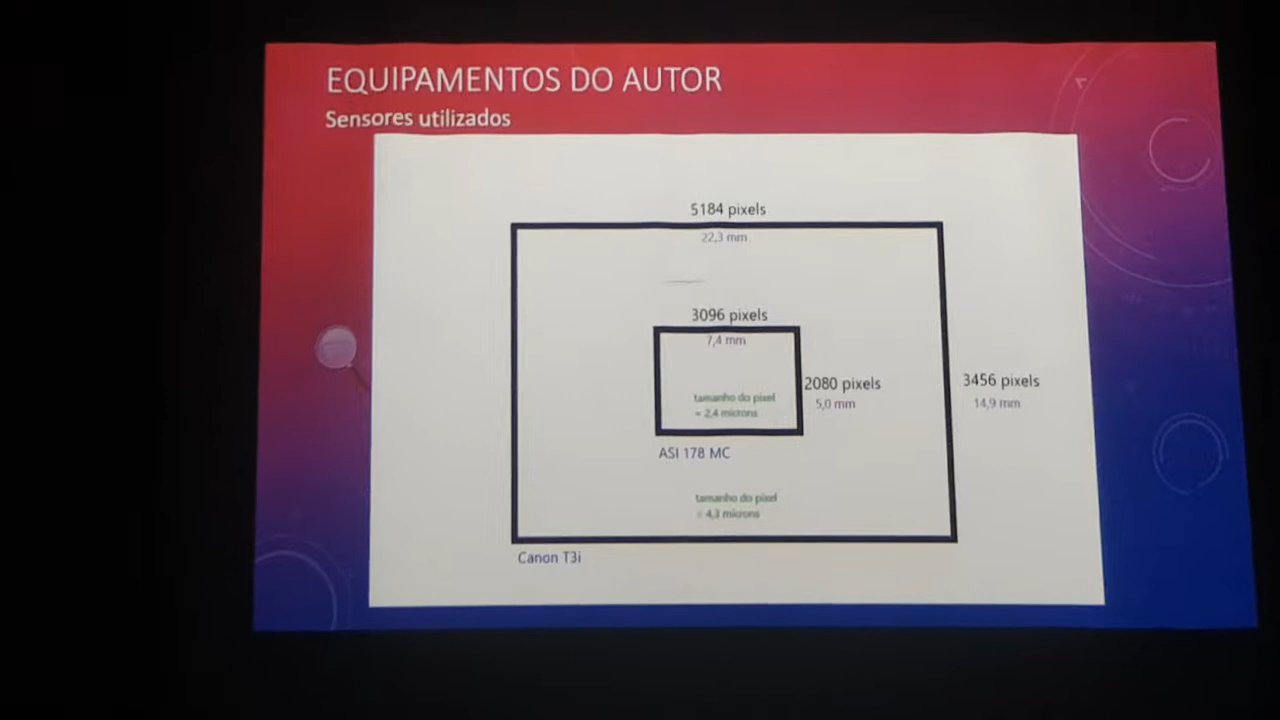 EQUIPAMENTOS DO AUTOR
Sensores utilizados
5184 pixels
22,3 mm
3096 pixels
7,4 mm
2080 pixels
5,0 mm
3456 pixels
14,9 mm
tamanho do pixel
= 2,4 microns
ASI 178 MC
tamanho do pixel
= 4,3 microns
Canon T3i